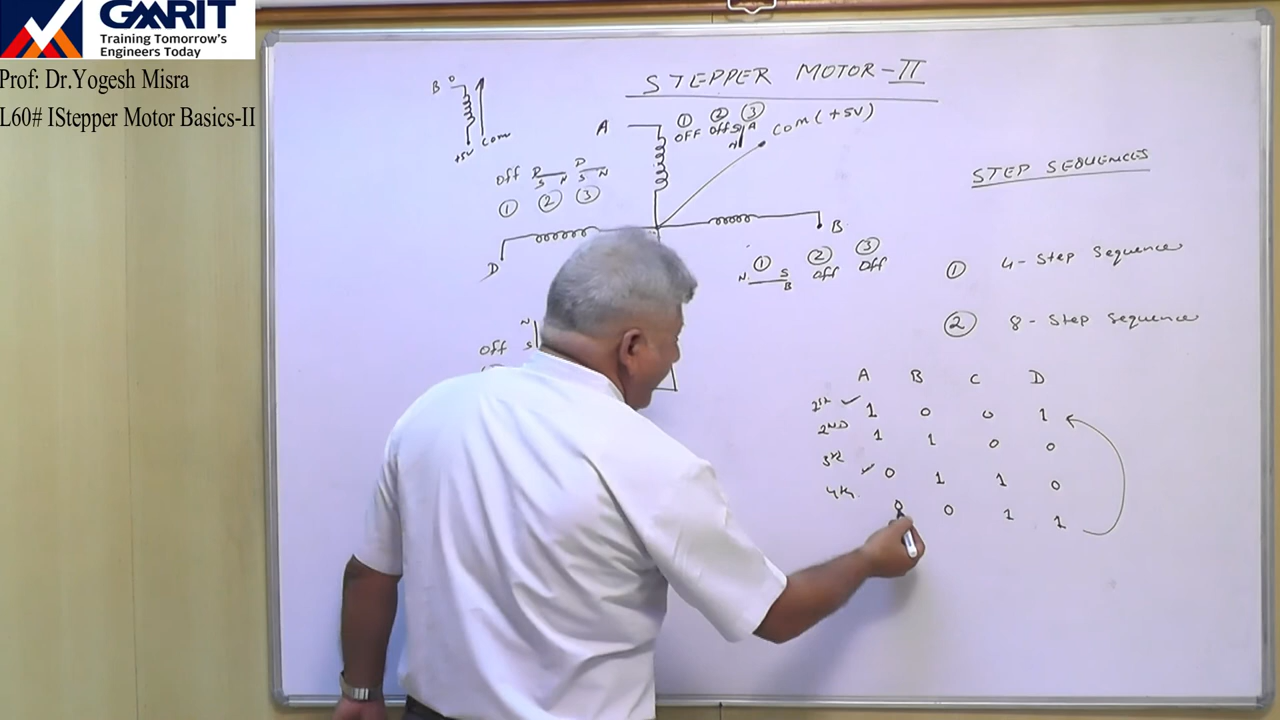 GMRIT
Training Tomorrow's
Engineers Today
Prof: Dr.Yogesh Misra
L60# IStepper Motor Basics-II
STEPPER MOTOR-II
B 0
+5V COM
A
① ② ③
OFF OFF S A
N
COM (+5V)
OFF D D
S N S N
① ② ③
D
B
① ② ③
N S OFF OFF
B
N
OFF S
STEP SEQUENCES
① 4-Step Sequence
② 8-Step Sequence
A B C D
1 0 0 1
2ND 1 1 0 0
0 1 1 0
4th 0 0 1 1